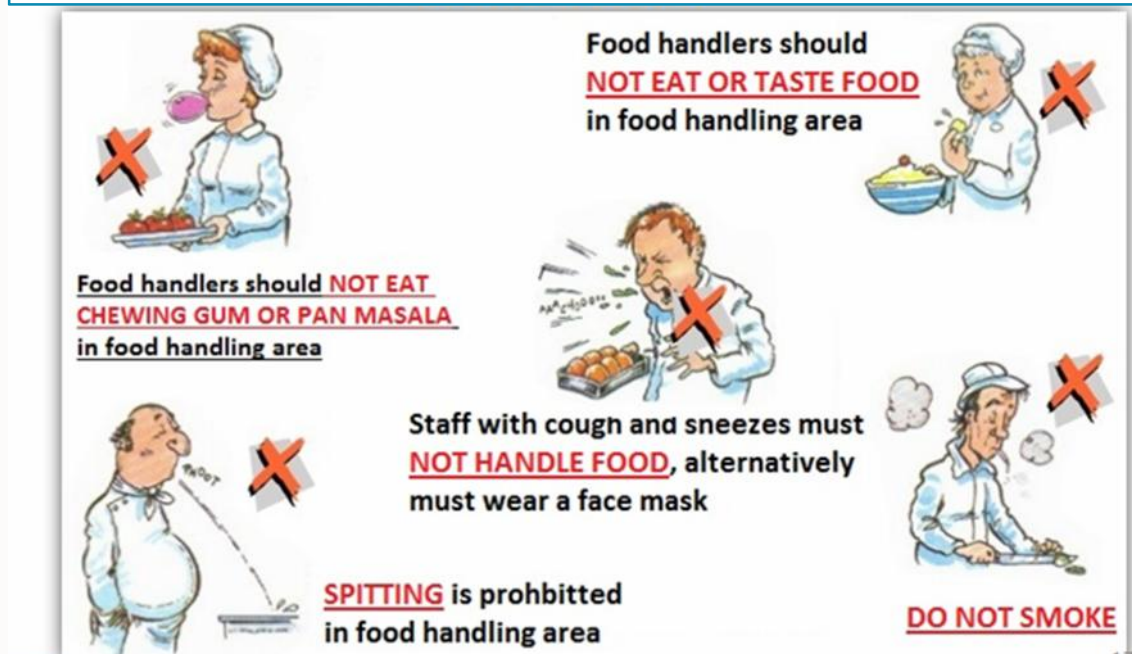 Food handlers should
NOT EAT OR TASTE FOOD
in food handling area
Food handlers should NOT EAT
CHEWING GUM OR PAN MASALA
in food handling area
Staff with cough and sneezes must
NOT HANDLE FOOD, alternatively
must wear a face mask
SPITTING is prohbitted
in food handling area
DO NOT SMOKE